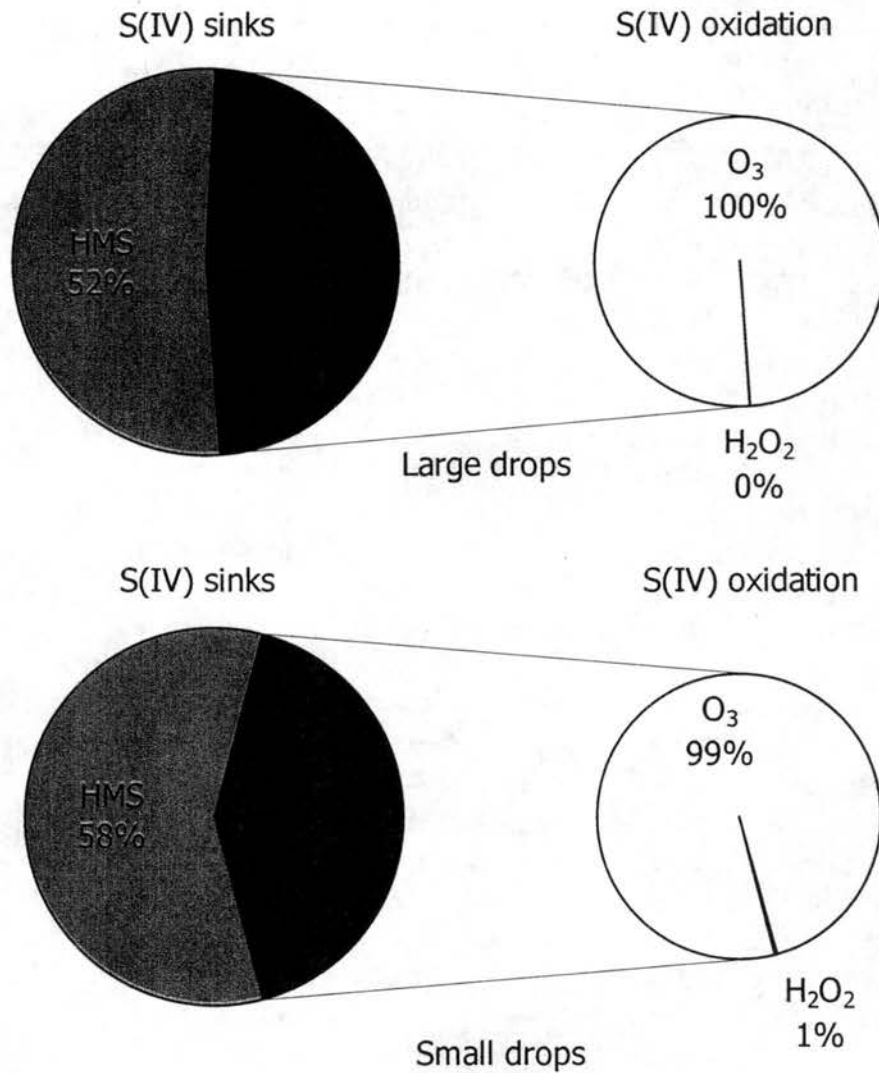 S(IV) sinks
S(IV) oxidation
O₃
100%
HMS
52%
H₂O₂
0%
Large drops
S(IV) sinks
S(IV) oxidation
O₃
99%
HMS
58%
H₂O₂
1%
Small drops